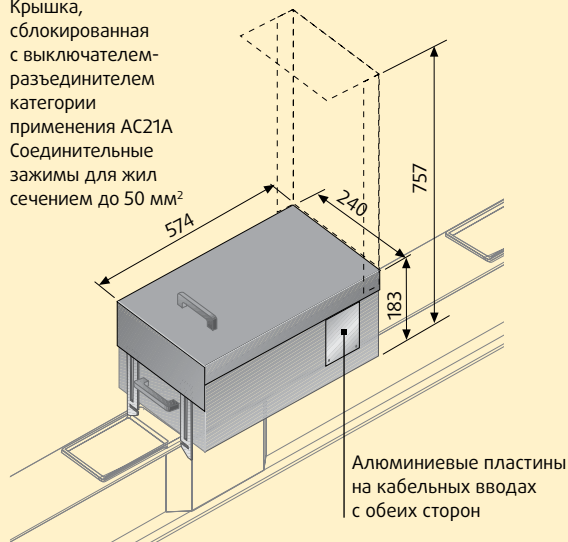 Крышка,
сблокированная
с выключателем-
разъединителем
категории
применения AC21A
Соединительные
зажимы для жил
сечением до 50 мм²
574
240
757
183
Алюминиевые пластины
на кабельных вводах
с обеих сторон